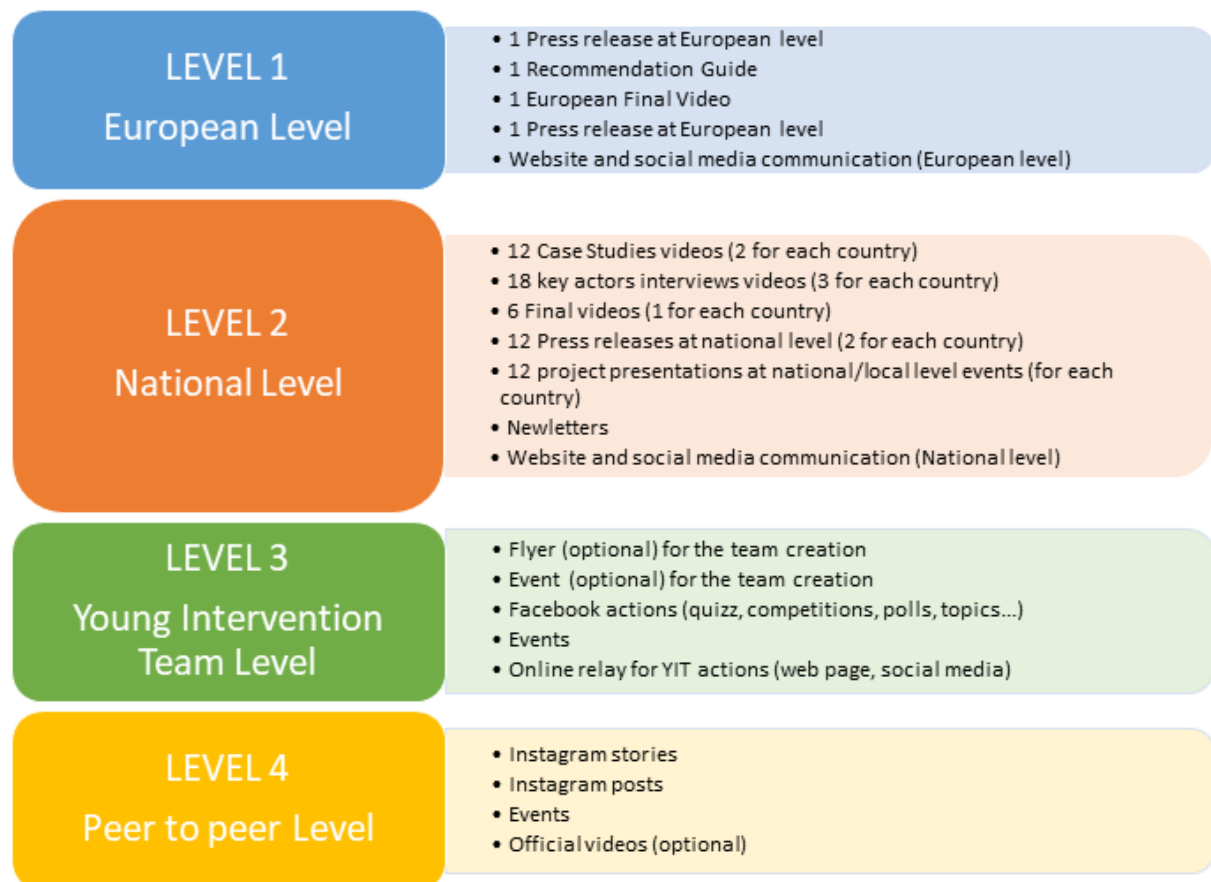 LEVEL 1
European Level
• 1 Press release at European level
• 1 Recommendation Guide
• 1 European Final Video
• 1 Press release at European level
• Website and social media communication (European level)
LEVEL 2
National Level
• 12 Case Studies videos (2 for each country)
• 18 key actors interviews videos (3 for each country)
• 6 Final videos (1 for each country)
• 12 Press releases at national level (2 for each country)
• 12 project presentations at national/local level events (for each
country)
• Newletters
• Website and social media communication (National level)
LEVEL 3
Young Intervention
Team Level
• Flyer (optional) for the team creation
• Event (optional) for the team creation
• Facebook actions (quizz, competitions, polls, topics...)
• Events
• Online relay for YIT actions (web page, social media)
LEVEL 4
Peer to peer Level
• Instagram stories
• Instagram posts
• Events
• Official videos (optional)